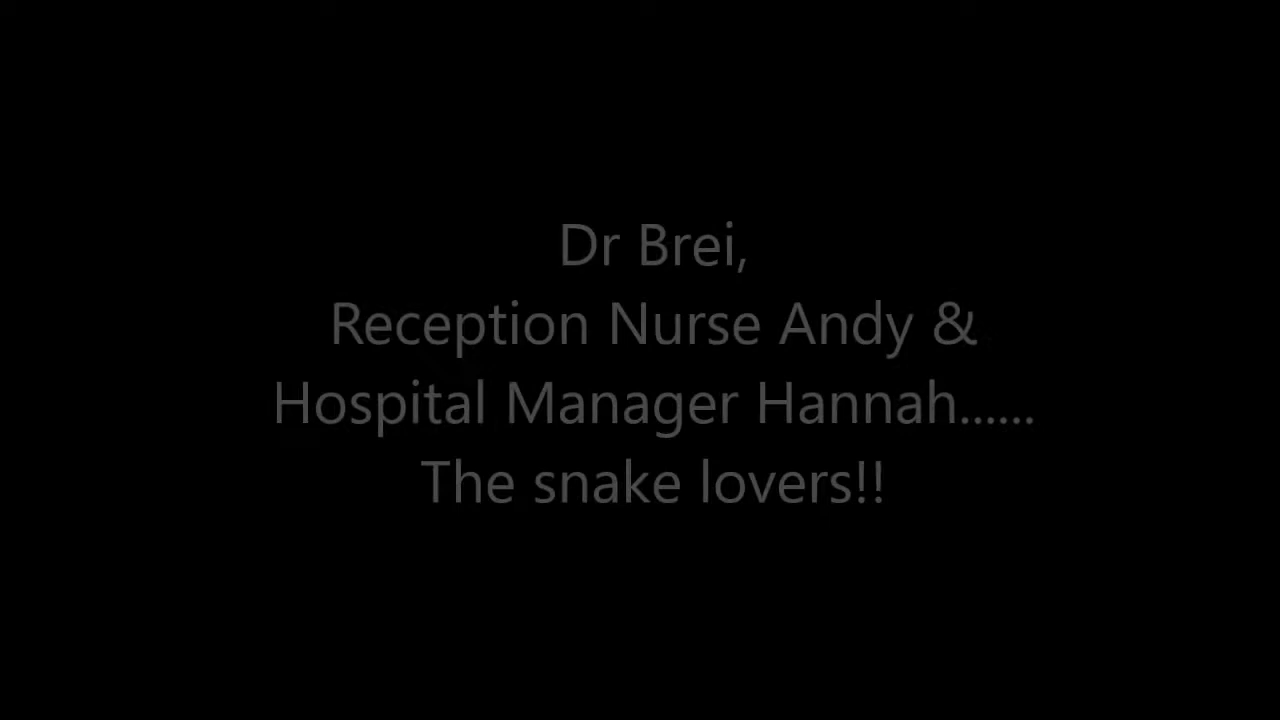 Dr Brei,
Reception Nurse Andy &
Hospital Manager Hannah......
The snake lovers!!